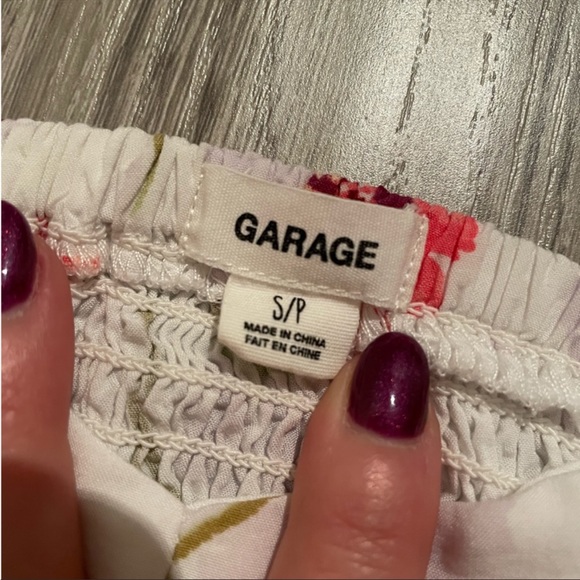 GARAGE
S/P
MADE IN CHINA
FAIT EN CHINE